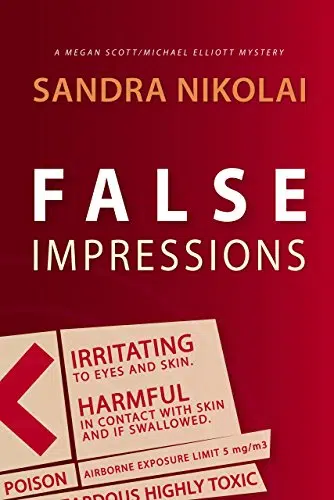 A MEGAN SCOTT/MICHAEL ELLIOTT MYSTERY
SANDRA NIKOLAI
FALSE
IMPRESSIONS
IRRITATING
TO EYES AND SKIN.
HARMFUL
IN CONTACT WITH SKIN
AND IF SWALLOWED.
AIRBORNE EXPOSURE LIMIT 5 mg/m3
POISON
HIGHLY TOXIC